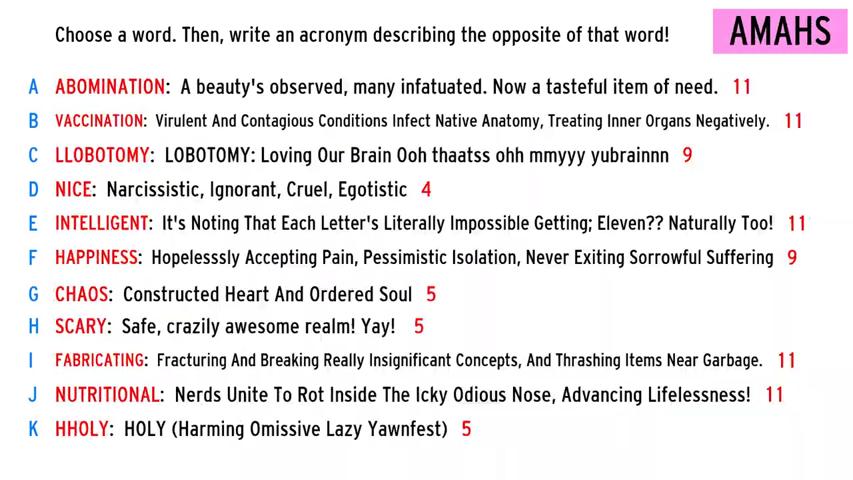 Choose a word. Then, write an acronym describing the opposite of that word!
AMAHS
A ABOMINATION: A beauty's observed, many infatuated. Now a tasteful item of need. 11
B VACCINATION: Virulent And Contagious Conditions Infect Native Anatomy, Treating Inner Organs Negatively. 11
C LLOBOTOMY: LOBOTOMY: Loving Our Brain Ooh thaatss ohh mmyyy yubrainnn 9
D NICE: Narcissistic, Ignorant, Cruel, Egotistic 4
E INTELLIGENT: It's Noting That Each Letter's Literally Impossible Getting; Eleven?? Naturally Too! 11
F HAPPINESS: Hopelesssly Accepting Pain, Pessimistic Isolation, Never Exiting Sorrowful Suffering 9
G CHAOS: Constructed Heart And Ordered Soul 5
H SCARY: Safe, crazily awesome realm! Yay! 5
I FABRICATING: Fracturing And Breaking Really Insignificant Concepts, And Thrashing Items Near Garbage. 11
J NUTRITIONAL: Nerds Unite To Rot Inside The Icky Odious Nose, Advancing Lifelessness! 11
K HHOLY: HOLY (Harming Omissive Lazy Yawnfest) 5